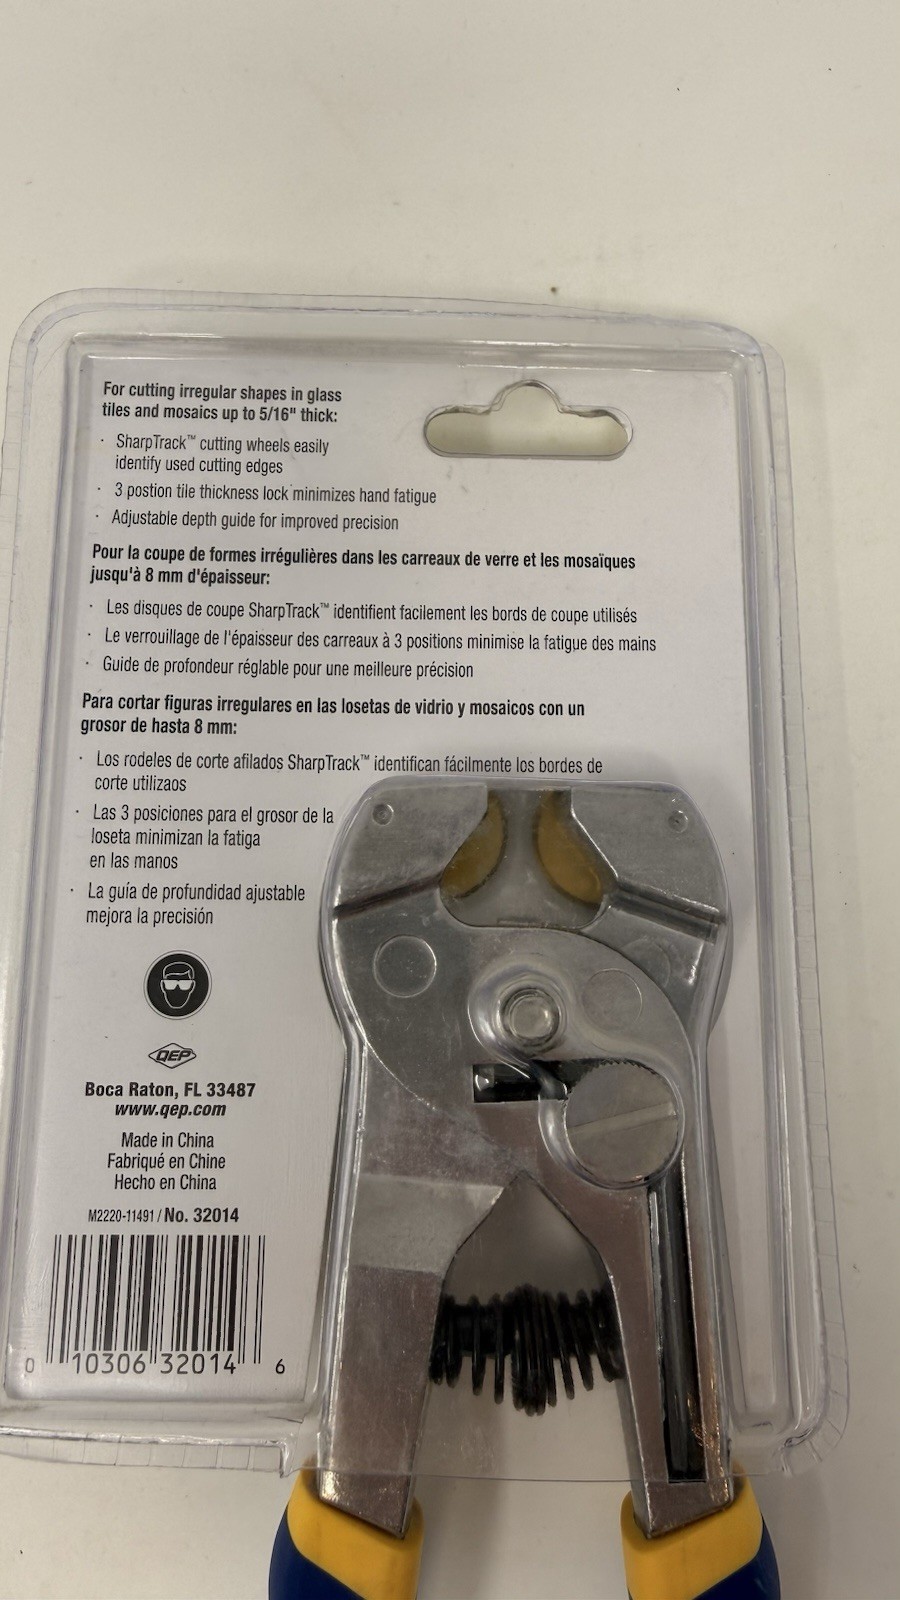 For cutting irregular shapes in glass
tiles and mosaics up to 5/16" thick:
· SharpTrack™ cutting wheels easily
identify used cutting edges
· 3 postion tile thickness lock minimizes hand fatigue
· Adjustable depth guide for improved precision
Pour la coupe de formes irrégulières dans les carreaux de verre et les mosaïques
jusqu'à 8 mm d'épaisseur:
· Les disques de coupe SharpTrack™ identifient facilement les bords de coupe utilisés
· Le verrouillage de l'épaisseur des carreaux à 3 positions minimise la fatigue des mains
· Guide de profondeur réglable pour une meilleure précision
Para cortar figuras irregulares en las losetas de vidrio y mosaicos con un
grosor de hasta 8 mm:
· Los rodeles de corte afilados SharpTrack™ identifican fácilmente los bordes de
corte utilizaos
· Las 3 posiciones para el grosor de la
loseta minimizan la fatiga
en las manos
· La guía de profundidad ajustable
mejora la precisión
QEP
Boca Raton, FL 33487
www.qep.com
Made in China
Fabriqué en Chine
Hecho en China
M2220-11491 / No. 32014
0 10306 32014 6